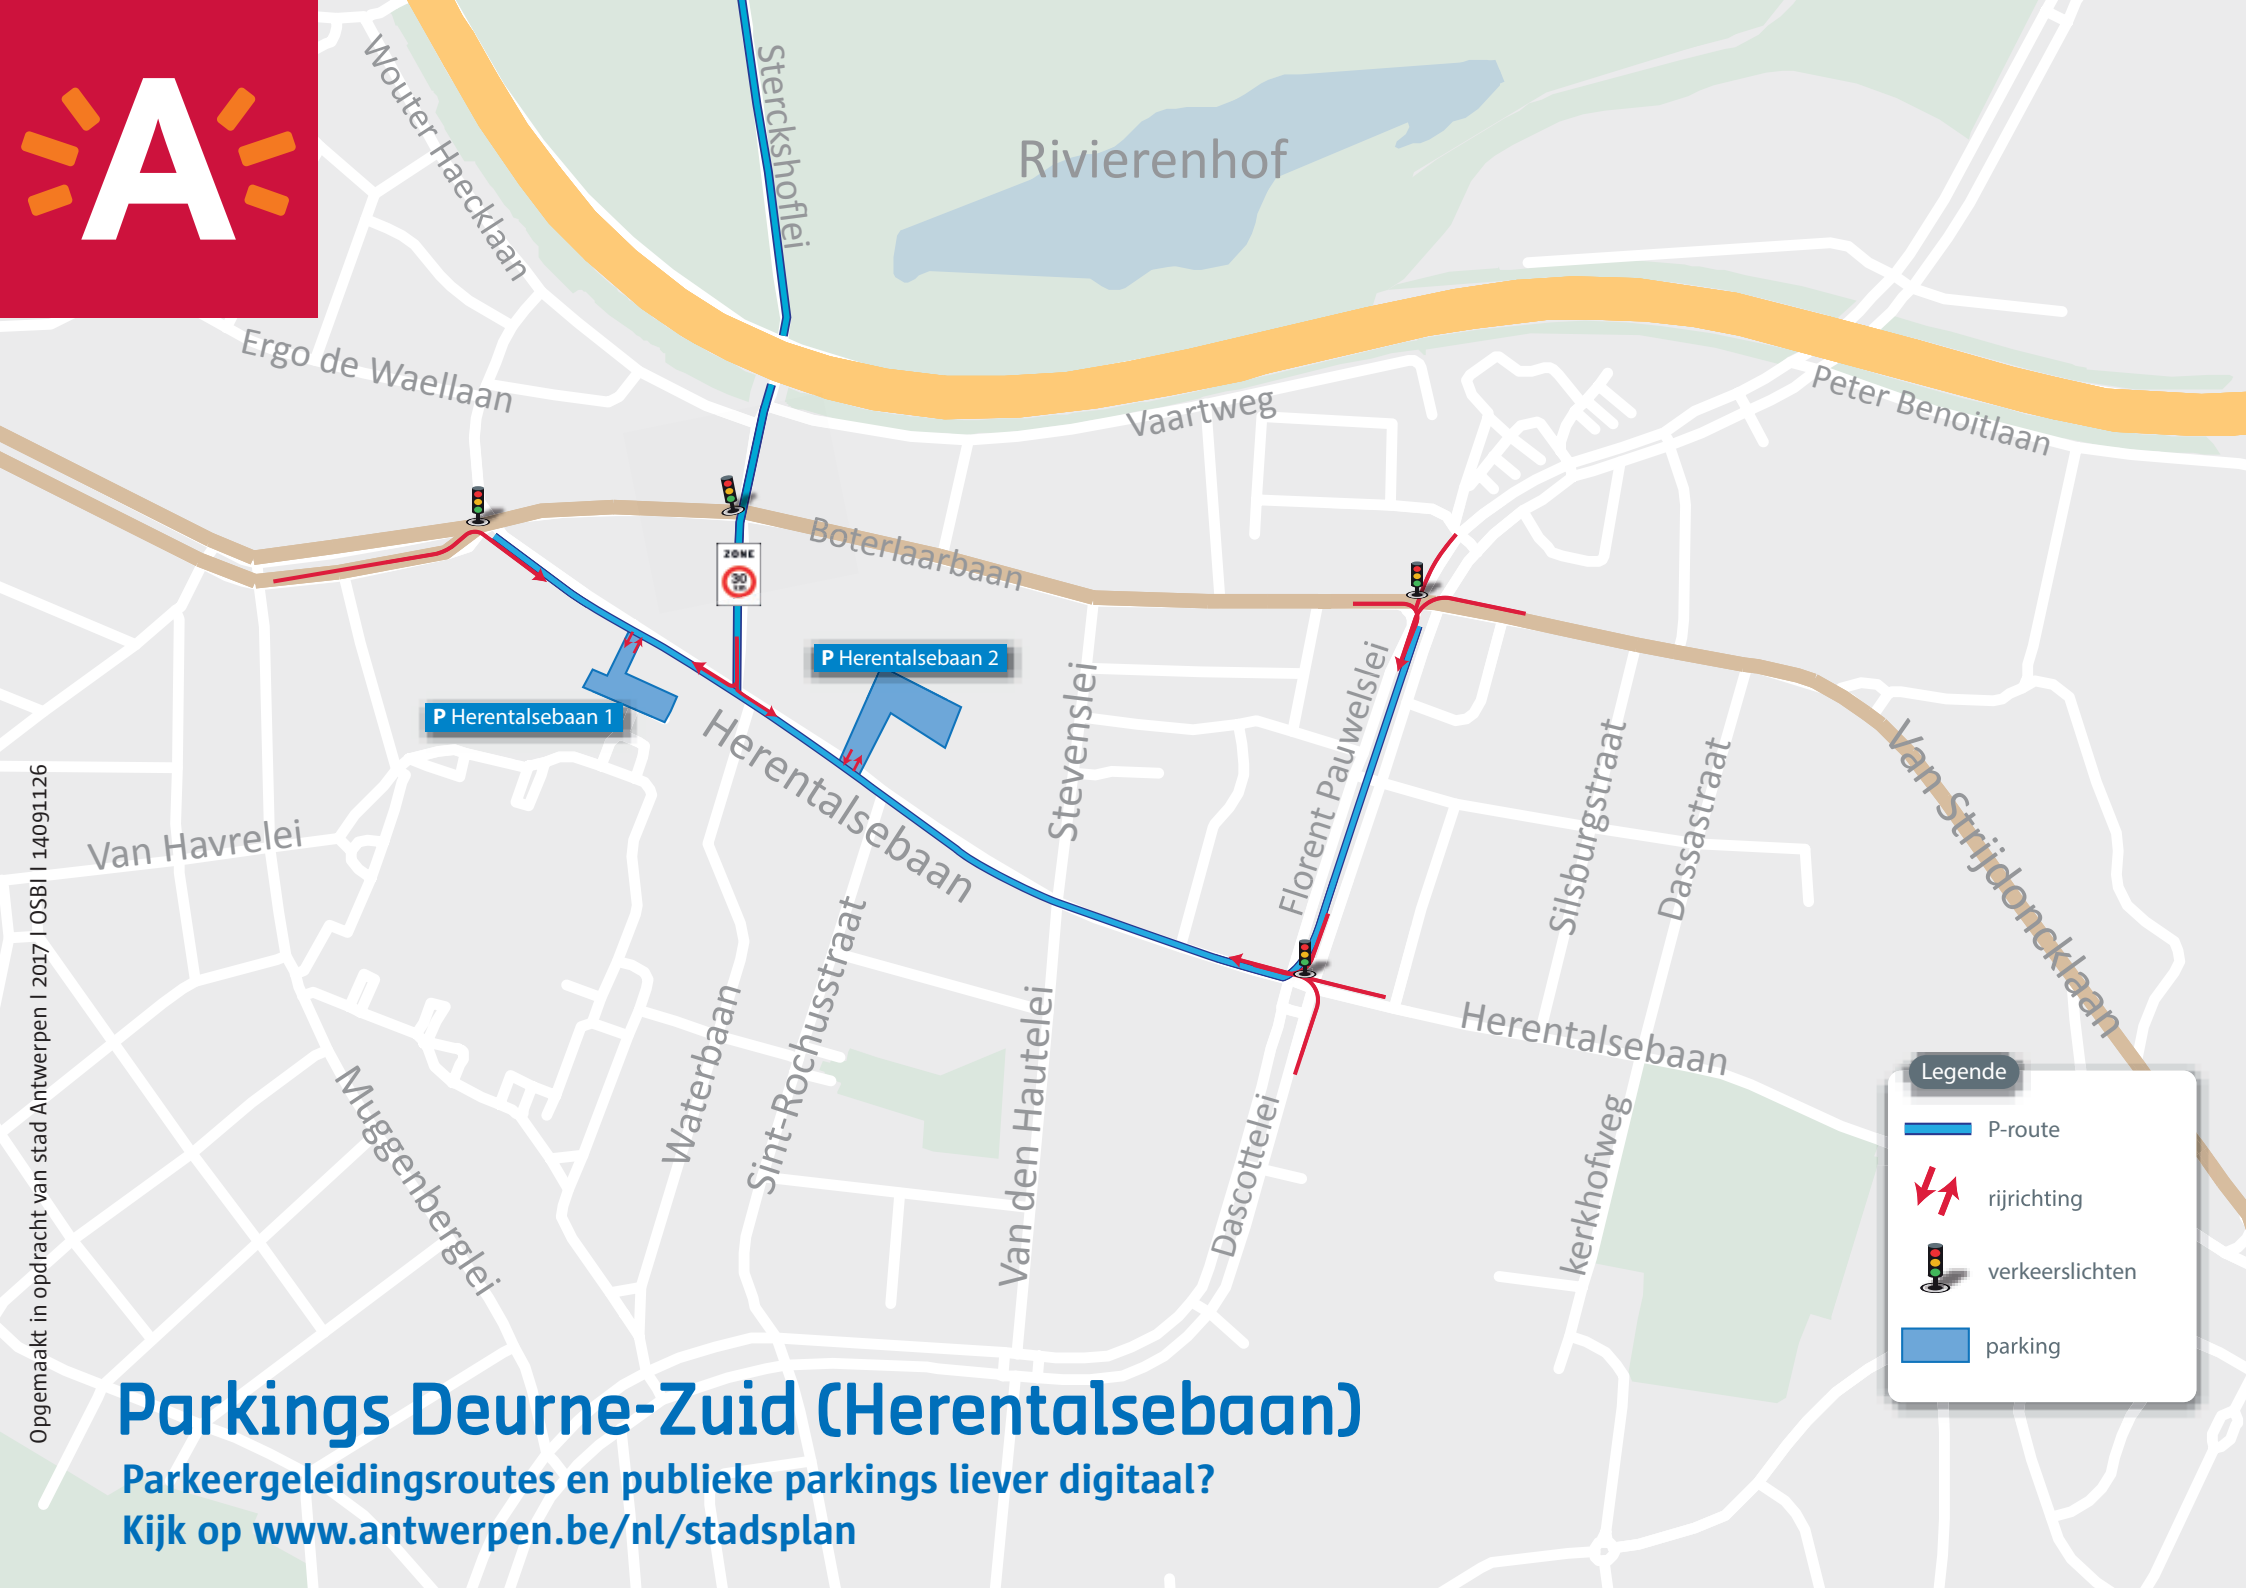 A
Wouter Haecklaan
Sterckshoflei
Rivierenhof
Ergo de Waellaan
Vaartweg
Peter Benoitlaan
Boterlaarbaan
ZONE
30
P Herentalsebaan 2
P Herentalsebaan 1
Herentalsebaan
Stevenslei
Florent Pauwelslei
Silsburgstraat
Dassastraat
Van Strijdoncklaan
Van Havrelei
Sint-Rochusstraat
Waterbaan
Van den Hautelei
Herentalsebaan
Muggenberglei
Dascottelei
kerkhofweg
Legende
P-route
rijrichting
verkeerslichten
parking
Opgemaakt in opdracht van stad Antwerpen I 2017 I OSBI I 14091126
Parkings Deurne-Zuid (Herentalsebaan)
Parkeergeleidingsroutes en publieke parkings liever digitaal?
Kijk op www.antwerpen.be/nl/stadsplan